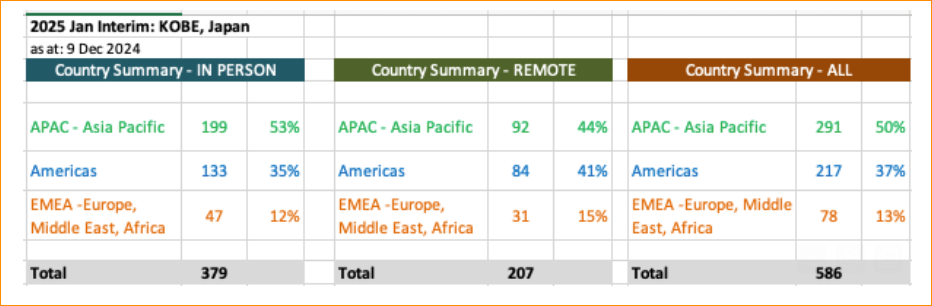 2025 Jan Interim: KOBE, Japan
as at: 9 Dec 2024
Country Summary - IN PERSON Country Summary - REMOTE Country Summary - ALL
APAC - Asia Pacific 199 53% APAC - Asia Pacific 92 44% APAC - Asia Pacific 291 50%
Americas 133 35% Americas 84 41% Americas 217 37%
EMEA -Europe, EMEA -Europe, EMEA -Europe, Middle
47 12% 31 15% 78 13%
Middle East, Africa Middle East, Africa East, Africa
Total 379 Total 207 Total 586